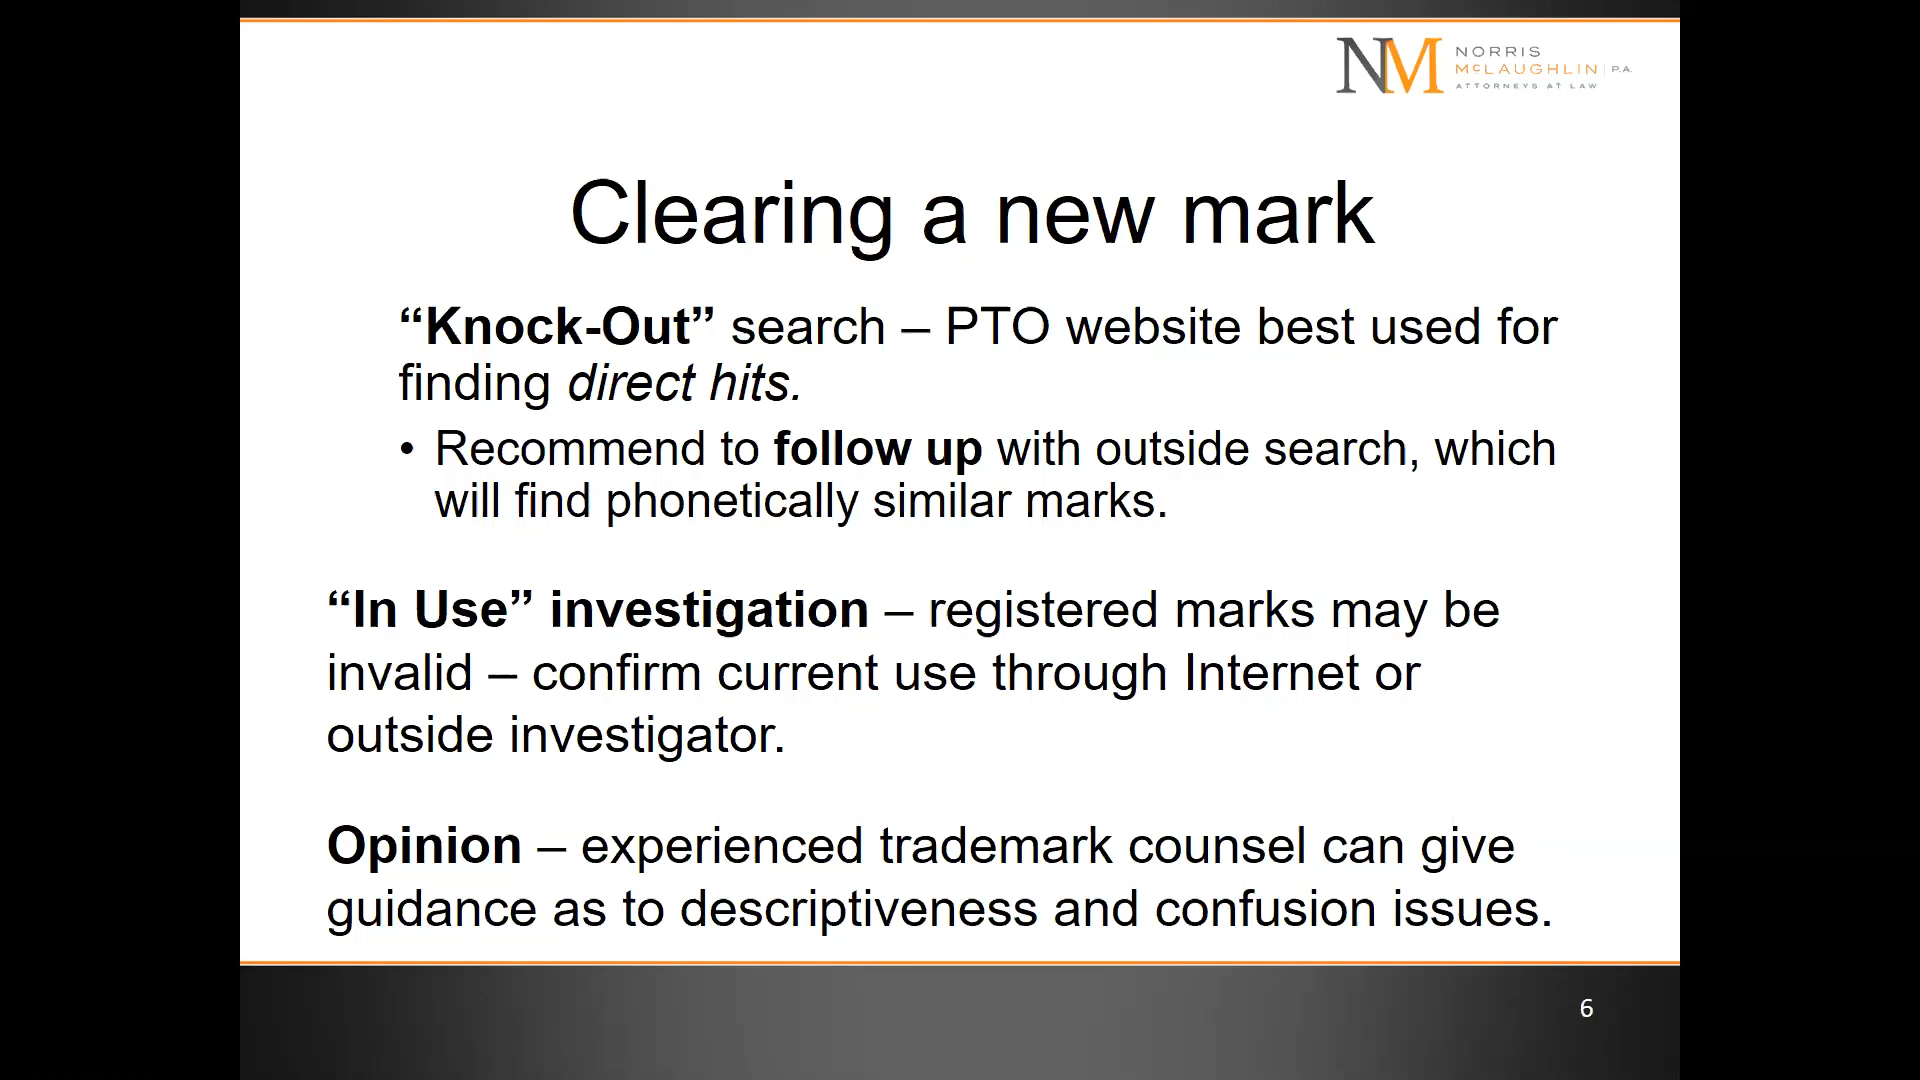 NORRIS
McLAUGHLIN | P.A.
ATTORNEYS AT LAW
Clearing a new mark
“Knock-Out” search – PTO website best used for
finding direct hits.
• Recommend to follow up with outside search, which
will find phonetically similar marks.
“In Use” investigation – registered marks may be
invalid – confirm current use through Internet or
outside investigator.
Opinion – experienced trademark counsel can give
guidance as to descriptiveness and confusion issues.
6